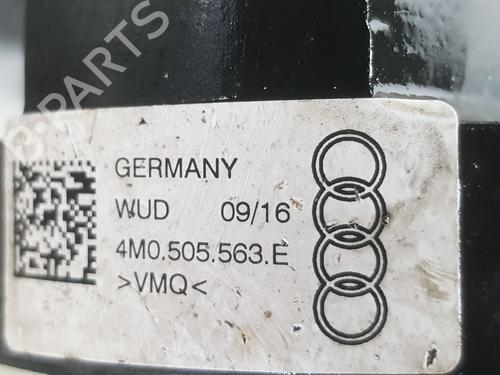 B-PARTS
GERMANY
WUD 09/16
4M0.505.563.E
>VMQ<